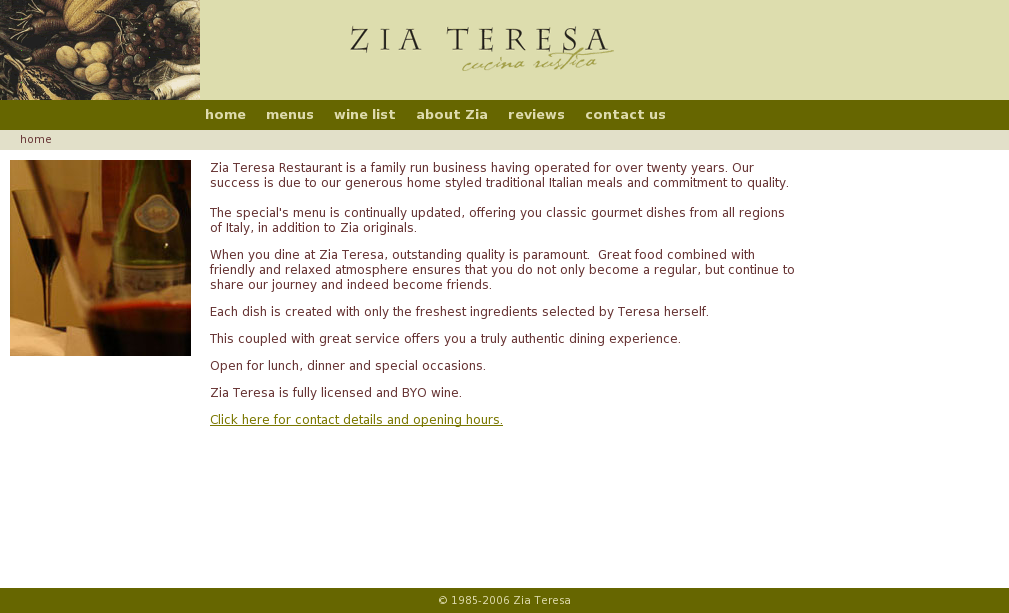 ZIA TERESA
cucina rustica
home menus wine list about Zia reviews contact us
home
Zia Teresa Restaurant is a family run business having operated for over twenty years. Our
success is due to our generous home styled traditional Italian meals and commitment to quality.
The special's menu is continually updated, offering you classic gourmet dishes from all regions
of Italy, in addition to Zia originals.
When you dine at Zia Teresa, outstanding quality is paramount.  Great food combined with
friendly and relaxed atmosphere ensures that you do not only become a regular, but continue to
share our journey and indeed become friends.
Each dish is created with only the freshest ingredients selected by Teresa herself.
This coupled with great service offers you a truly authentic dining experience.
Open for lunch, dinner and special occasions.
Zia Teresa is fully licensed and BYO wine.
Click here for contact details and opening hours.
© 1985-2006 Zia Teresa